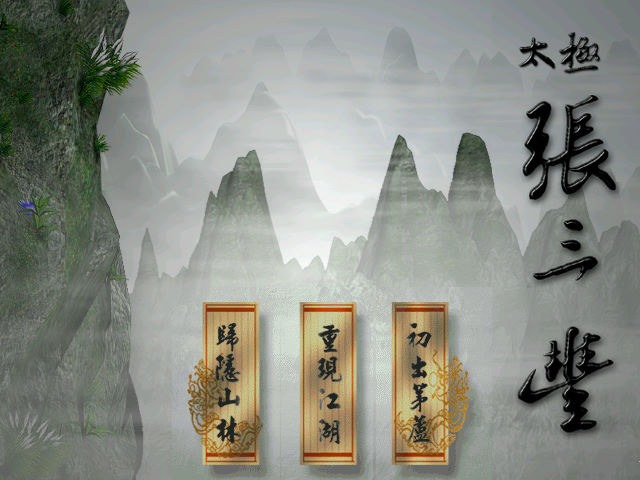 太極
張三豐
初出茅廬
重現江湖
歸隱山林